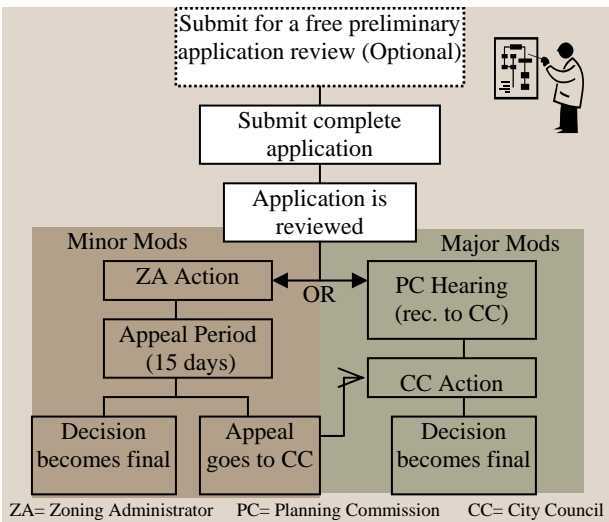 Submit for a free preliminary
application review (Optional)
Submit complete
application
Application is
reviewed
Minor Mods
Major Mods
ZA Action
OR
PC Hearing
(rec. to CC)
Appeal Period
(15 days)
CC Action
Decision
becomes final
Appeal
goes to CC
Decision
becomes final
ZA= Zoning Administrator PC= Planning Commission CC= City Council